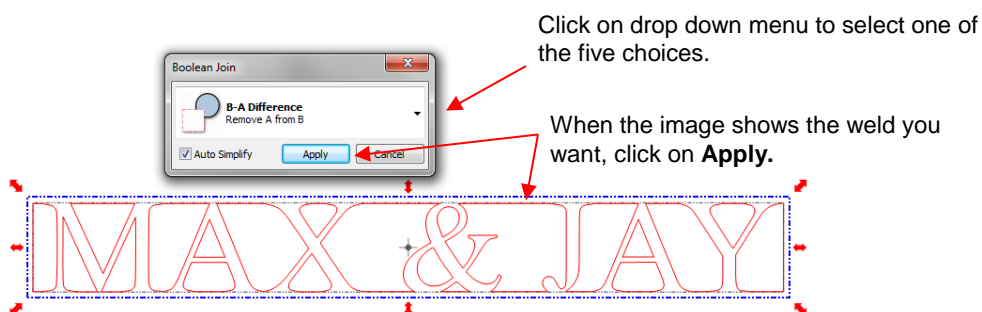 Click on drop down menu to select one of
the five choices.
Boolean Join
B-A Difference
Remove A from B
When the image shows the weld you
want, click on Apply.
Auto Simplify
Apply
Cancel
MAX & JAY